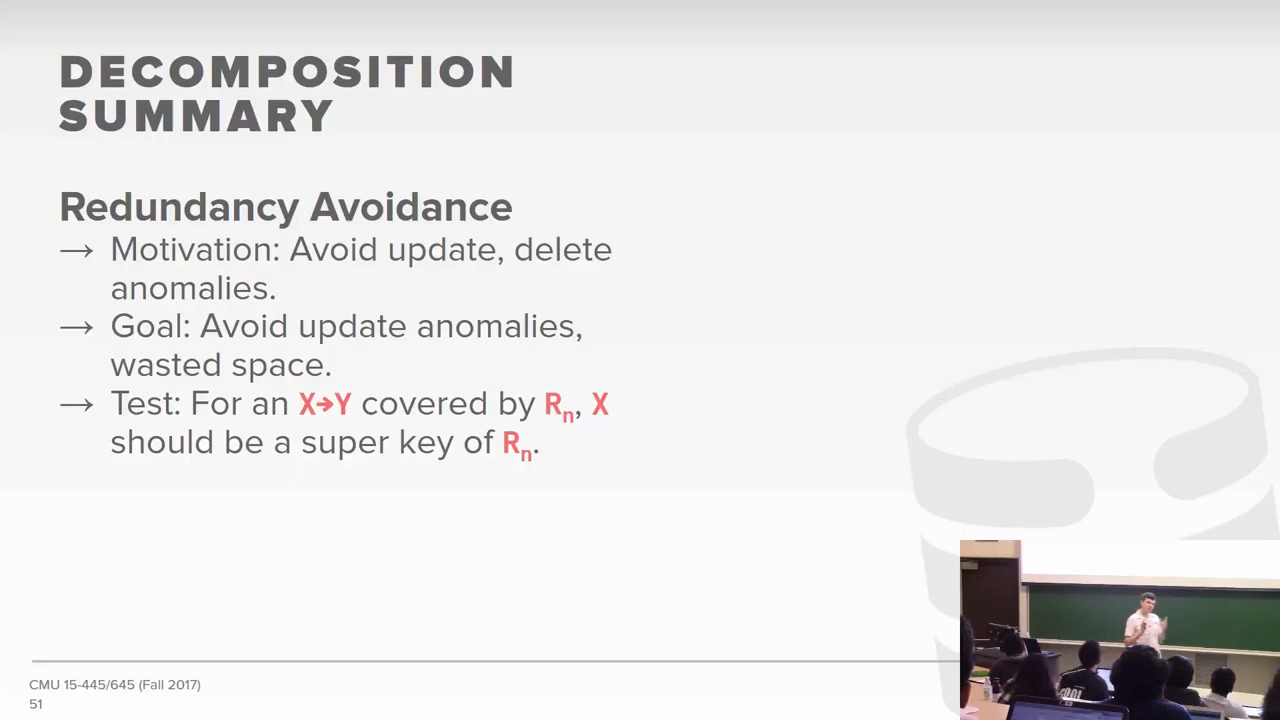 DECOMPOSITION
SUMMARY
Redundancy Avoidance
→ Motivation: Avoid update, delete
anomalies.
→ Goal: Avoid update anomalies,
wasted space.
→ Test: For an X→Y covered by Rn, X
should be a super key of Rn.
CMU 15-445/645 (Fall 2017)
51